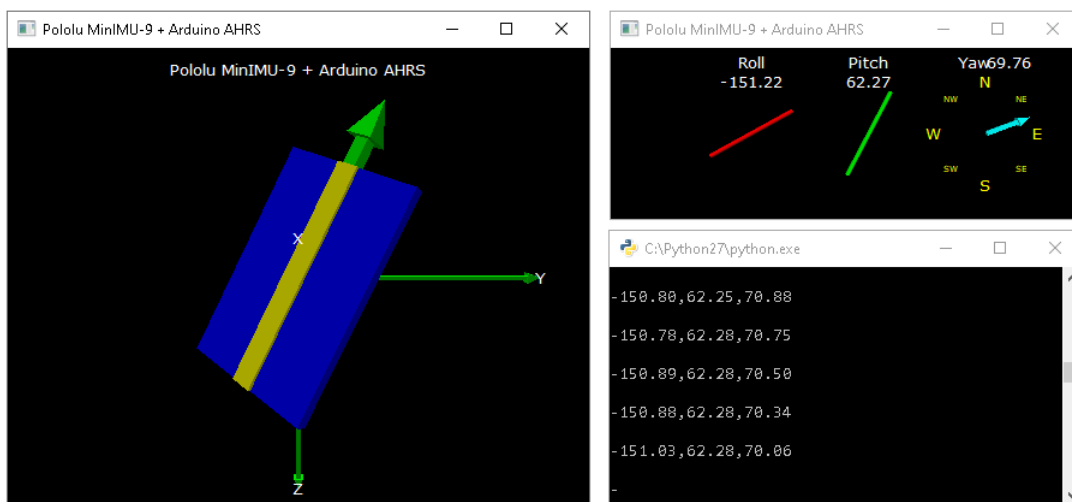 Pololu MinIMU-9 + Arduino AHRS
Pololu MinIMU-9 + Arduino AHRS
X
Y
Z
Pololu MinIMU-9 + Arduino AHRS
Roll Pitch Yaw69.76
-151.22 62.27
N
NW NE
W E
SW SE
S
C:\Python27\python.exe
-150.80,62.25,70.88
-150.78,62.28,70.75
-150.89,62.28,70.50
-150.88,62.28,70.34
-151.03,62.28,70.06
-